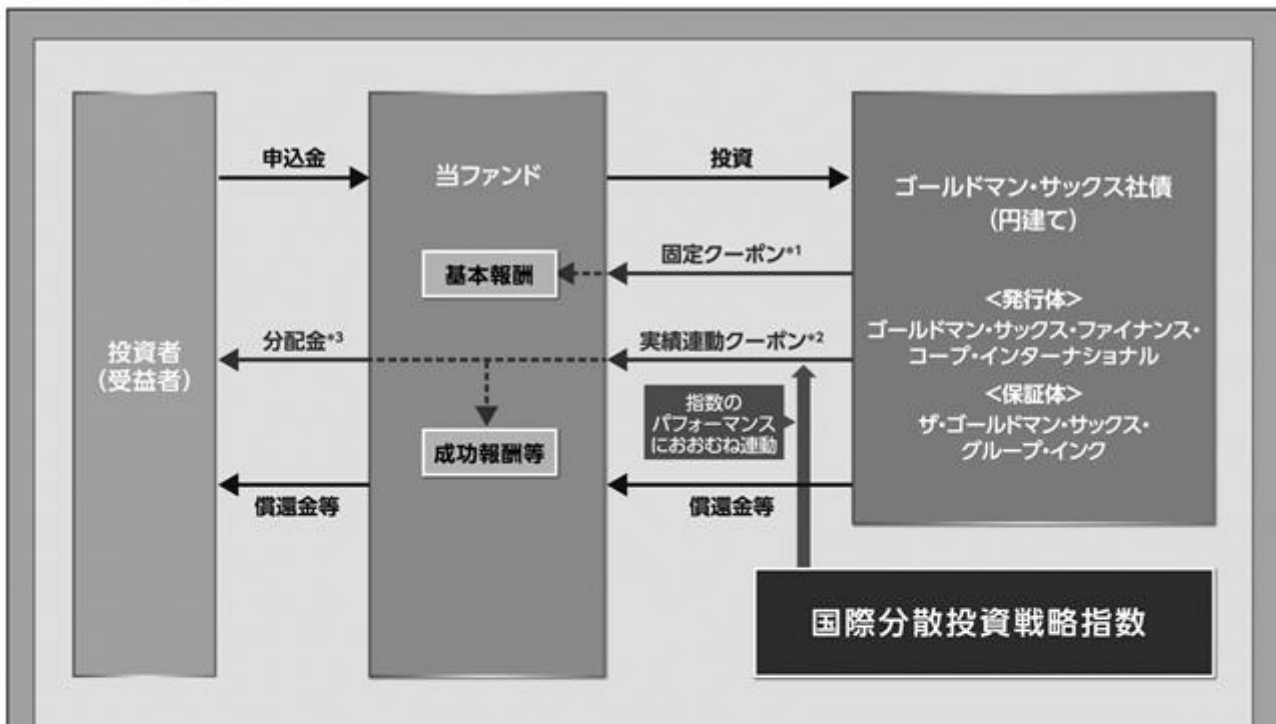 申込金
投資
当ファンド
ゴールドマン・サックス社債
(円建て)
固定クーポン*1
基本報酬
<発行体>
ゴールドマン・サックス・ファイナンス・
コープ・インターナショナル
投資者
(受益者)
分配金*3
実績連動クーポン*2
<保証体>
ザ・ゴールドマン・サックス・
グループ・インク
指数の
パフォーマンス
におおむね連動
成功報酬等
償還金等
償還金等
国際分散投資戦略指数